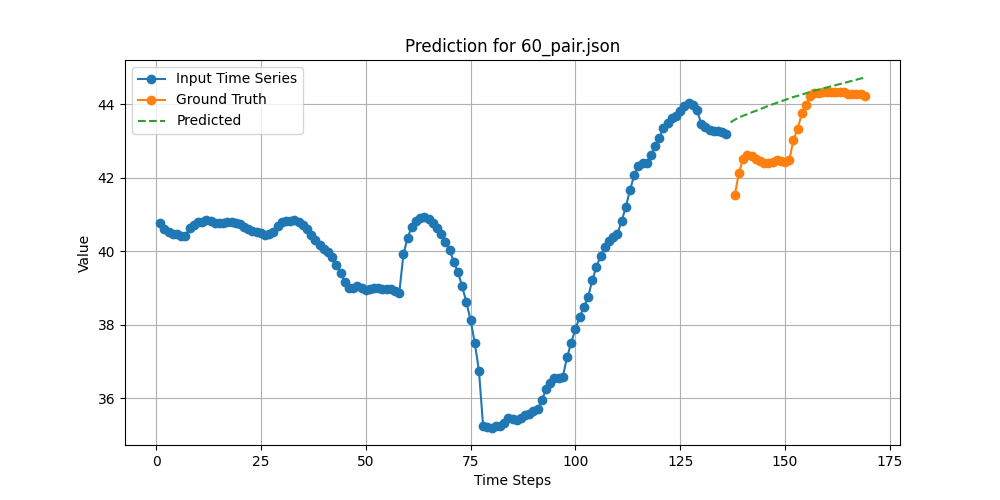 Prediction for 60_pair.json
Input Time Series
Ground Truth
Predicted
44
42
40
38
36
Value
0 25 50 75 100 125 150 175
Time Steps